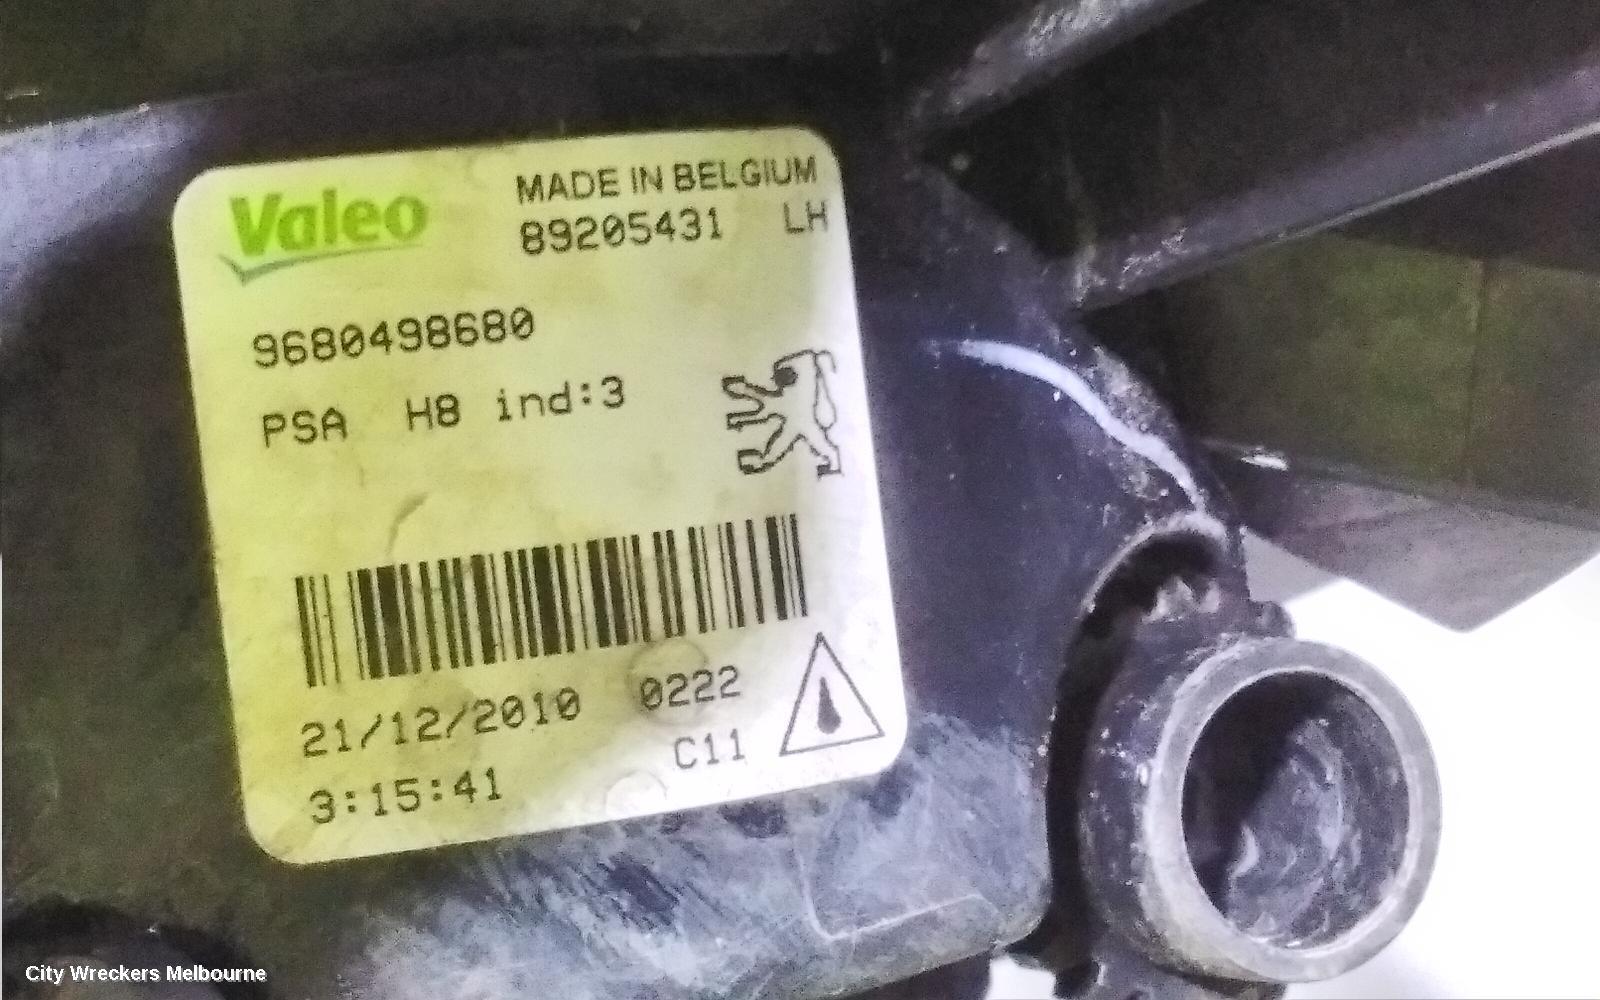 Valeo
MADE IN BELGIUM
89205431 LH
9680498680
PSA H8 ind:3
21/12/2010 0222
C11
3:15:41
City Wreckers Melbourne